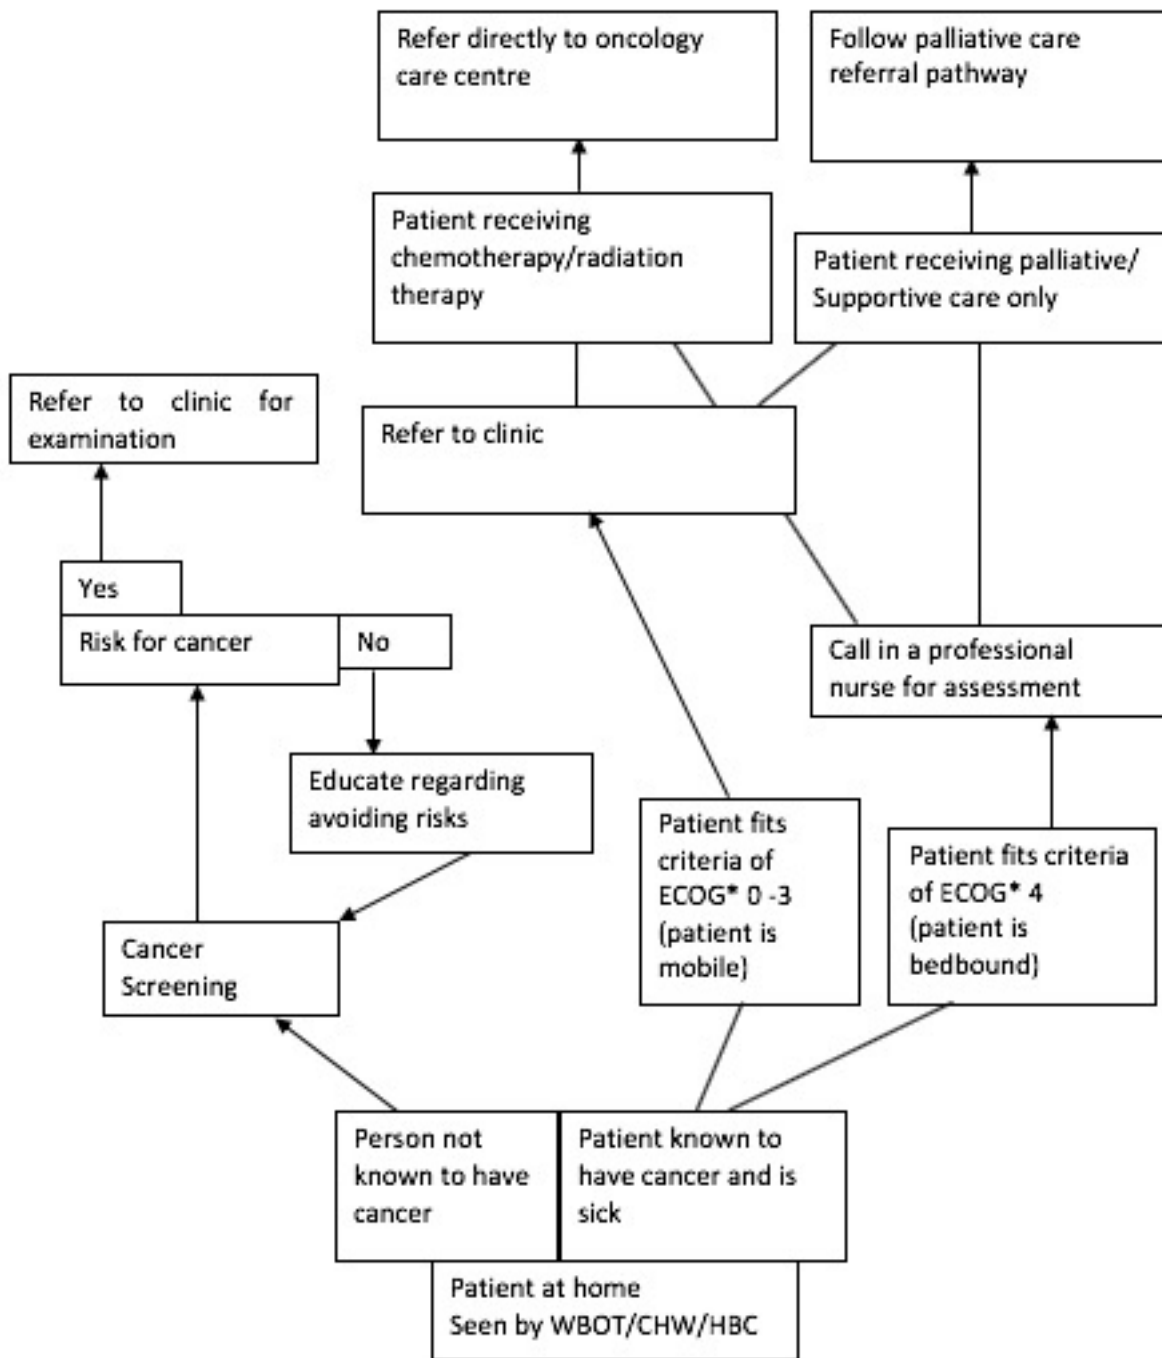 Refer directly to oncology
care centre
Follow palliative care
referral pathway
Patient receiving
chemotherapy/radiation
therapy
Patient receiving palliative/
Supportive care only
Refer to clinic for
examination
Refer to clinic
Yes
Risk for cancer
No
Call in a professional
nurse for assessment
Educate regarding
avoiding risks
Patient fits
criteria of
ECOG* 0 -3
(patient is
mobile)
Patient fits criteria
of ECOG* 4
(patient is
bedbound)
Cancer
Screening
Person not
known to have
cancer
Patient known to
have cancer and is
sick
Patient at home
Seen by WBOT/CHW/HBC